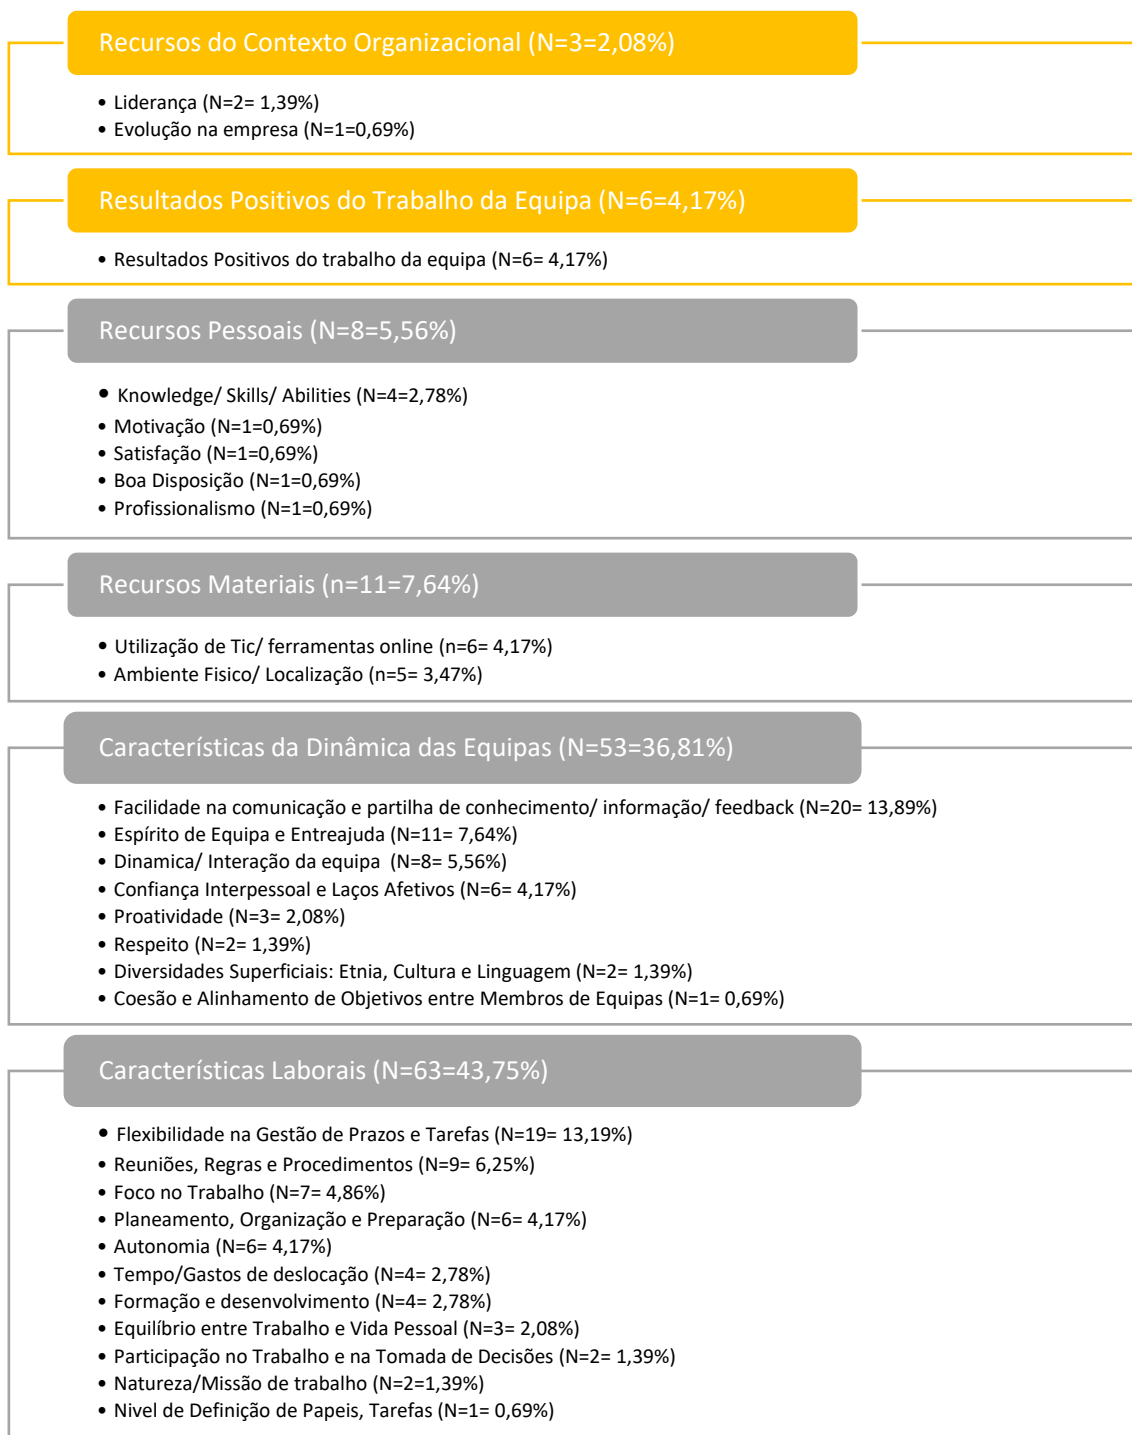 Recursos do Contexto Organizacional (N=3=2,08%)
• Liderança (N=2= 1,39%)
• Evolução na empresa (N=1=0,69%)
Resultados Positivos do Trabalho da Equipa (N=6=4,17%)
• Resultados Positivos do trabalho da equipa (N=6= 4,17%)
Recursos Pessoais (N=8=5,56%)
• Knowledge/ Skills/ Abilities (N=4=2,78%)
• Motivação (N=1=0,69%)
• Satisfação (N=1=0,69%)
• Boa Disposição (N=1=0,69%)
• Profissionalismo (N=1=0,69%)
Recursos Materiais (n=11=7,64%)
• Utilização de Tic/ ferramentas online (n=6= 4,17%)
• Ambiente Fisico/ Localização (n=5= 3,47%)
Característicias da Dinâmica das Equipas (N=53=36,81%)
• Facilidade na comunicação e partilha de conhecimento/ informação/ feedback (N=20= 13,89%)
• Espírito de Equipa e Entreajuda (N=11= 7,64%)
• Dinamica/ Interação da equipa  (N=8= 5,56%)
• Confiança Interpessoal e Laços Afetivos (N=6= 4,17%)
• Proatividade (N=3= 2,08%)
• Respeito (N=2= 1,39%)
• Diversidades Superficiais: Etnia, Cultura e Linguagem (N=2= 1,39%)
• Coesão e Alinhamento de Objetivos entre Membros de Equipas (N=1= 0,69%)
Característicias Laborais (N=63=43,75%)
• Flexibilidade na Gestão de Prazos e Tarefas (N=19= 13,19%)
• Reuniões, Regras e Procedimentos (N=9= 6,25%)
• Foco no Trabalho (N=7= 4,86%)
• Planeamento, Organização e Preparação (N=6= 4,17%)
• Autonomia (N=6= 4,17%)
• Tempo/Gastos de deslocação (N=4= 2,78%)
• Formação e desenvolvimento (N=4= 2,78%)
• Equilíbrio entre Trabalho e Vida Pessoal (N=3= 2,08%)
• Participação no Trabalho e na Tomada de Decisões (N=2= 1,39%)
• Natureza/Missão de trabalho (N=2=1,39%)
• Nivel de Definição de Papeis, Tarefas (N=1= 0,69%)